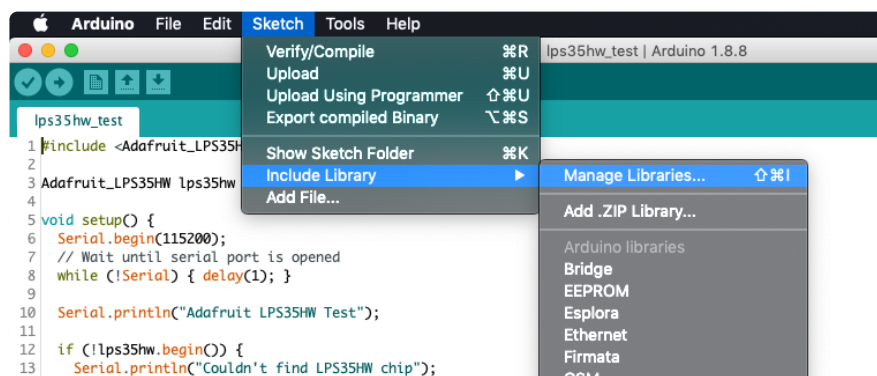 Arduino File Edit Sketch Tools Help
lps35hw_test | Arduino 1.8.8
Verify/Compile ⌘R
Upload ⌘U
Upload Using Programmer ⇧⌘U
Export compiled Binary ⌥⌘S
Show Sketch Folder ⌘K
Include Library ▶
Add File...
Manage Libraries... ⇧⌘I
Add .ZIP Library...
Arduino libraries
Bridge
EEPROM
Esplora
Ethernet
Firmata
lps35hw_test
1 #include <Adafruit_LPS35H
2
3 Adafruit_LPS35HW lps35hw
4
5 void setup() {
6 Serial.begin(115200);
7 // Wait until serial port is opened
8 while (!Serial) { delay(1); }
9
10 Serial.println("Adafruit LPS35HW Test");
11
12 if (!lps35hw.begin()) {
13 Serial.println("Couldn't find LPS35HW chip");